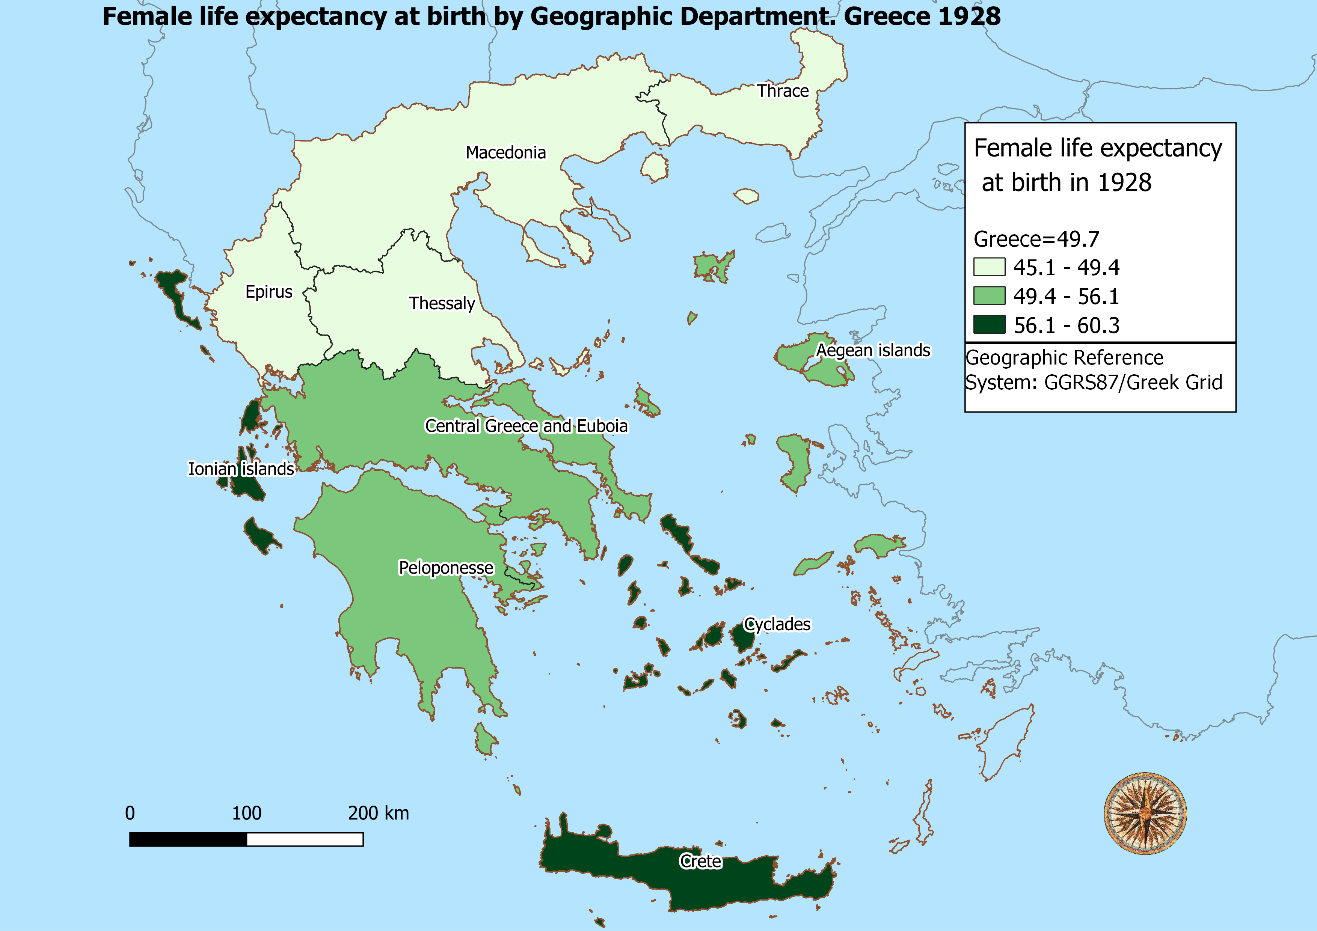 Female life expectancy at birth by Geographic Department. Greece 1928
Thrace
Macedonia
Female life expectancy
at birth in 1928
Greece=49.7
45.1 - 49.4
49.4 - 56.1
56.1 - 60.3
Geographic Reference
System: GGRS87/Greek Grid
Epirus
Thessaly
Aegean islands
Central Greece and Euboia
Ionian islands
Peloponesse
Cyclades
0 100 200 km
Crete